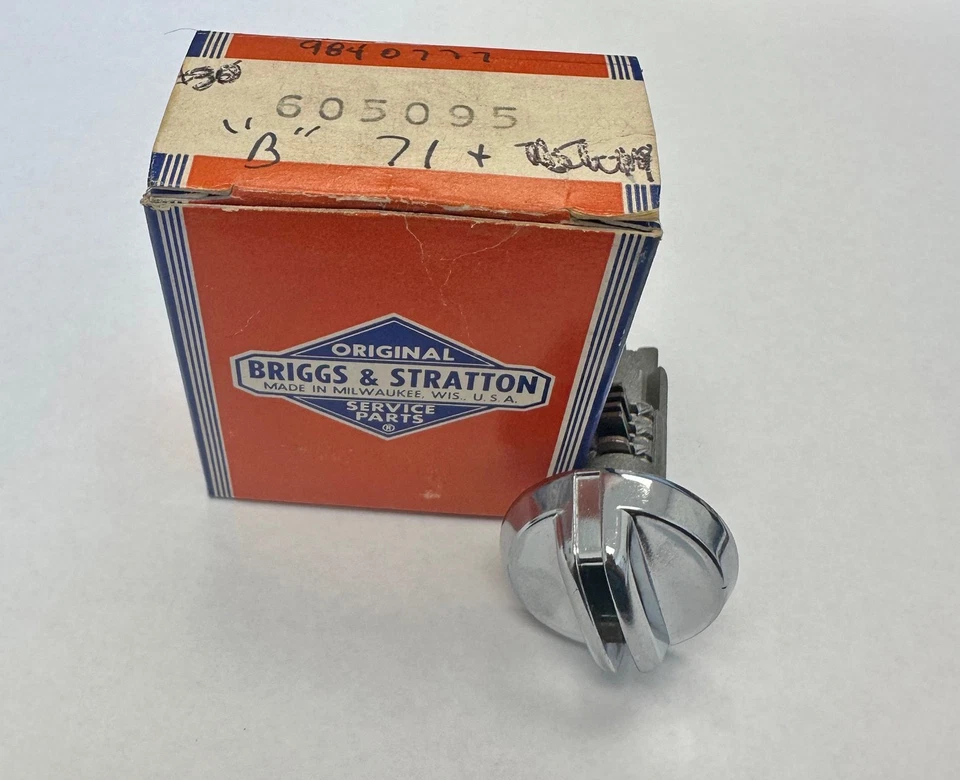 9840777
605095
"B" 71 +
ORIGINAL
BRIGGS & STRATTON
MADE IN MILWAUKEE, WIS., U.S.A.
SERVICE
PARTS
®